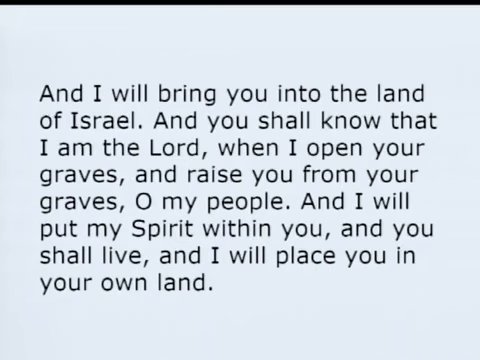 And I will bring you into the land
of Israel. And you shall know that
I am the Lord, when I open your
graves, and raise you from your
graves, O my people. And I will
put my Spirit within you, and you
shall live, and I will place you in
your own land.